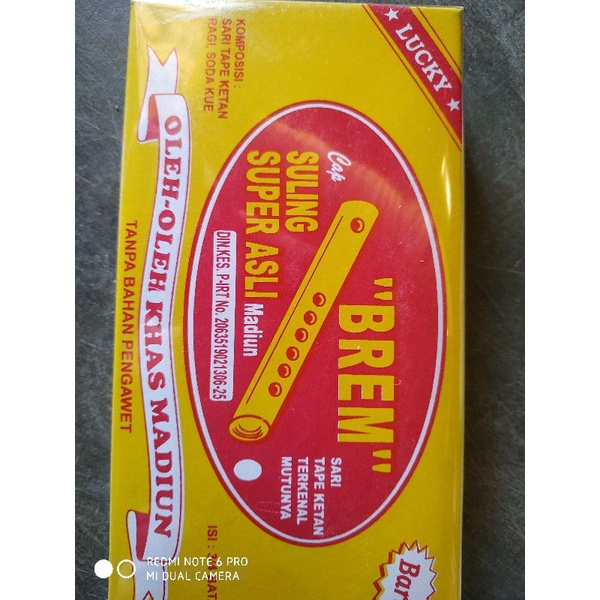 LUCKY
"BREM"
Cap
SULING
SUPER ASLI Madiun
DIN.KES. P-IRT No. 2063519021306-25
SARI
TAPE KETAN
TERKENAL
MUTUNYA
KOMPOSISI :
SARI TAPE KETAN
RAGI, SODA KUE
OLEH-OLEH KHAS MADIUN
TANPA BAHAN PENGAWET
ISI :
REDMI NOTE 6 PRO
MI DUAL CAMERA